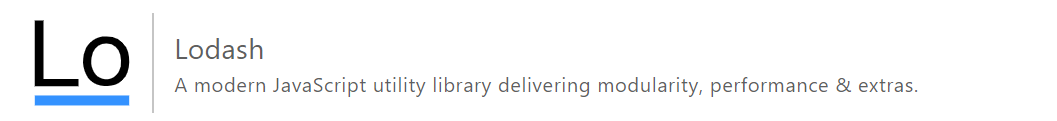 Lo
Lodash
A modern JavaScript utility library delivering modularity, performance & extras.